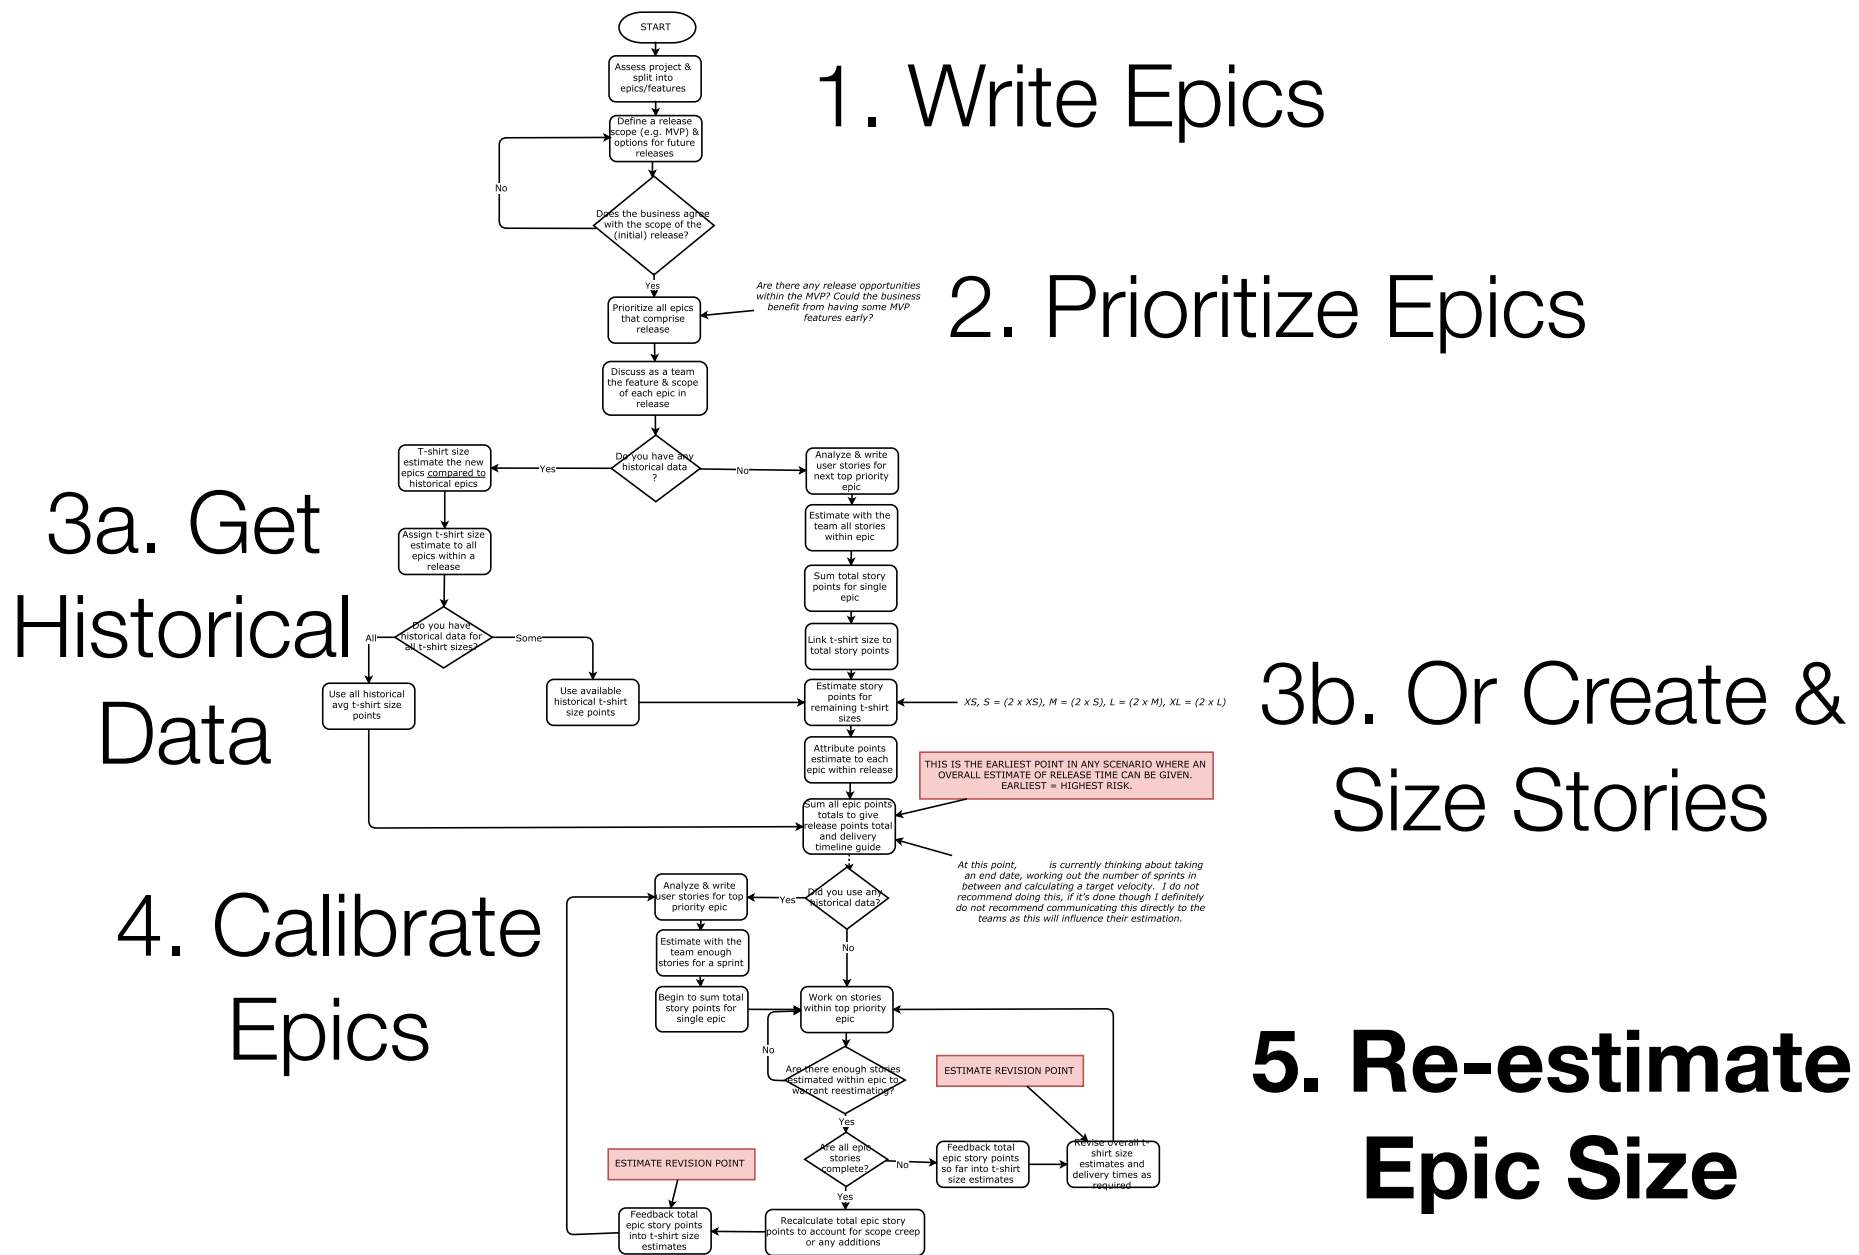 START
Assess project &
split into
epics/features
1. Write Epics
Define a release
scope (e.g. MVP) &
options for future
releases
No
Does the business agree
with the scope of the
(initial) release?
Yes
Are there any release opportunities
within the MVP? Could the business
benefit from having some MVP
features early?
2. Prioritize Epics
Prioritize all epics
that comprise
release
Discuss as a team
the feature & scope
of each epic in
release
Do you have any
historical data
?
Yes
No
T-shirt size
estimate the new
epics compared to
historical epics
Analyze & write
user stories for
next top priority
epic
3a. Get
Historical
Data
Assign t-shirt size
estimate to all
epics within a
release
Estimate with the
team all stories
within epic
Sum total story
points for single
epic
Do you have
historical data for
all t-shirt sizes?
All
Some
Link t-shirt size to
total story points
Use all historical
avg t-shirt size
points
Use available
historical t-shirt
size points
Estimate story
points for
remaining t-shirt
sizes
XS, S = (2 x XS), M = (2 x S), L = (2 x M), XL = (2 x L)
3b. Or Create &
Size Stories
Attribute points
estimate to each
epic within release
THIS IS THE EARLIEST POINT IN ANY SCENARIO WHERE AN
OVERALL ESTIMATE OF RELEASE TIME CAN BE GIVEN.
EARLIEST = HIGHEST RISK.
Sum all epic points
totals to give
release points total
and delivery
timeline guide
At this point, is currently thinking about taking
an end date, working out the number of sprints in
between and calculating a target velocity. I do not
recommend doing this, if it's done though I definitely
do not recommend communicating this directly to the
teams as this will influence their estimation.
4. Calibrate
Epics
Did you use any
historical data?
Yes
No
Analyze & write
user stories for top
priority epic
Estimate with the
team enough
stories for a sprint
Begin to sum total
story points for
single epic
Work on stories
within top priority
epic
No
Are there enough stories
estimated within epic to
warrant reestimating?
Yes
ESTIMATE REVISION POINT
5. Re-estimate
Epic Size
Are all epic
stories
complete?
No
Yes
Feedback total
epic story points
so far into t-shirt
size estimates
Revise overall t-
shirt size
estimates and
delivery times as
required
ESTIMATE REVISION POINT
Feedback total
epic story points
into t-shirt size
estimates
Recalculate total epic story
points to account for scope creep
or any additions